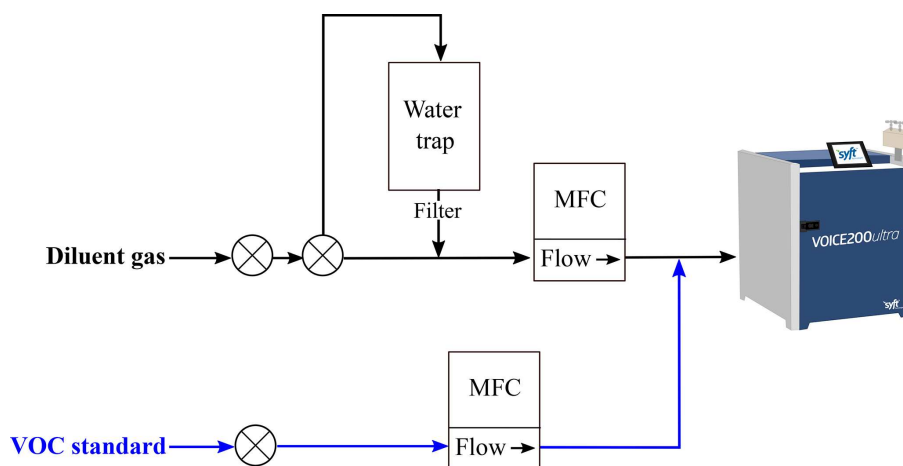 Water
trap
Filter
MFC
Flow
Diluent gas
syft
VOICE200ultra
syft
MFC
Flow
VOC standard